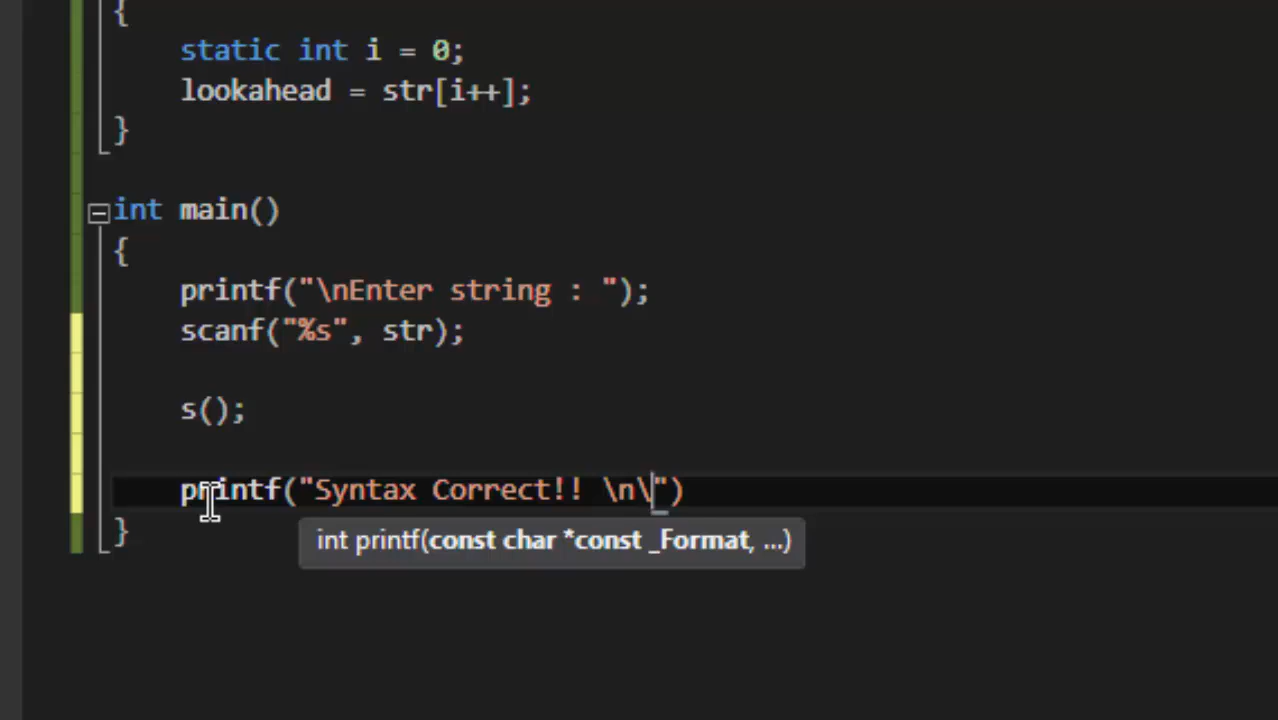 {
static int i = 0;
lookahead = str[i++];
}
int main()
{
printf("\nEnter string : ");
scanf("%s", str);
s();
printf("Syntax Correct!! \n\")
}
int printf(const char *const _Format, ...)